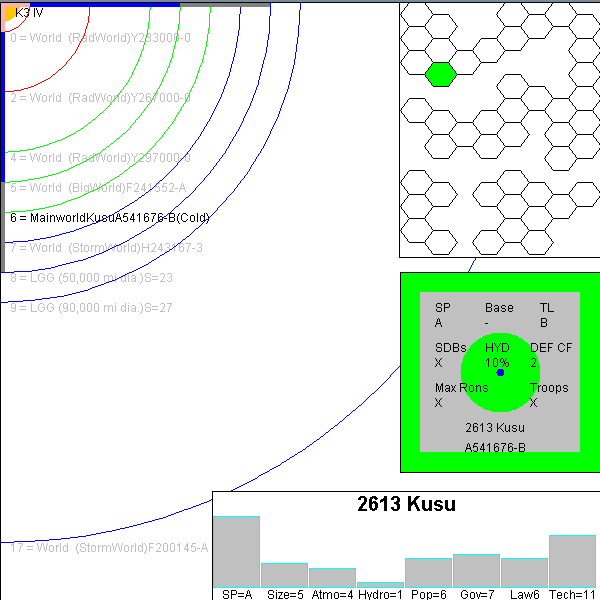 K3 IV
0 = World (RadWorld)Y283000-0
2 = World (RadWorld)Y267000-0
4 = World (RadWorld)Y297000-0
5 = World (BigWorld)F241552-A
6 = MainworldKusuA541676-B(Cold)
7 = World (StormWorld)H243167-3
8 = LGG (50,000 mi dia.)S=23
9 = LGG (90,000 mi dia.)S=27
17 = World (StormWorld)F200145-A
SP Base TL
A - B
SDBs HYD DEF CF
X 10% 2
Max Rons Troops
X X
2613 Kusu
A541676-B
2613 Kusu
SP=A Size=5 Atmo=4 Hydro=1 Pop=6 Gov=7 Law6 Tech=11